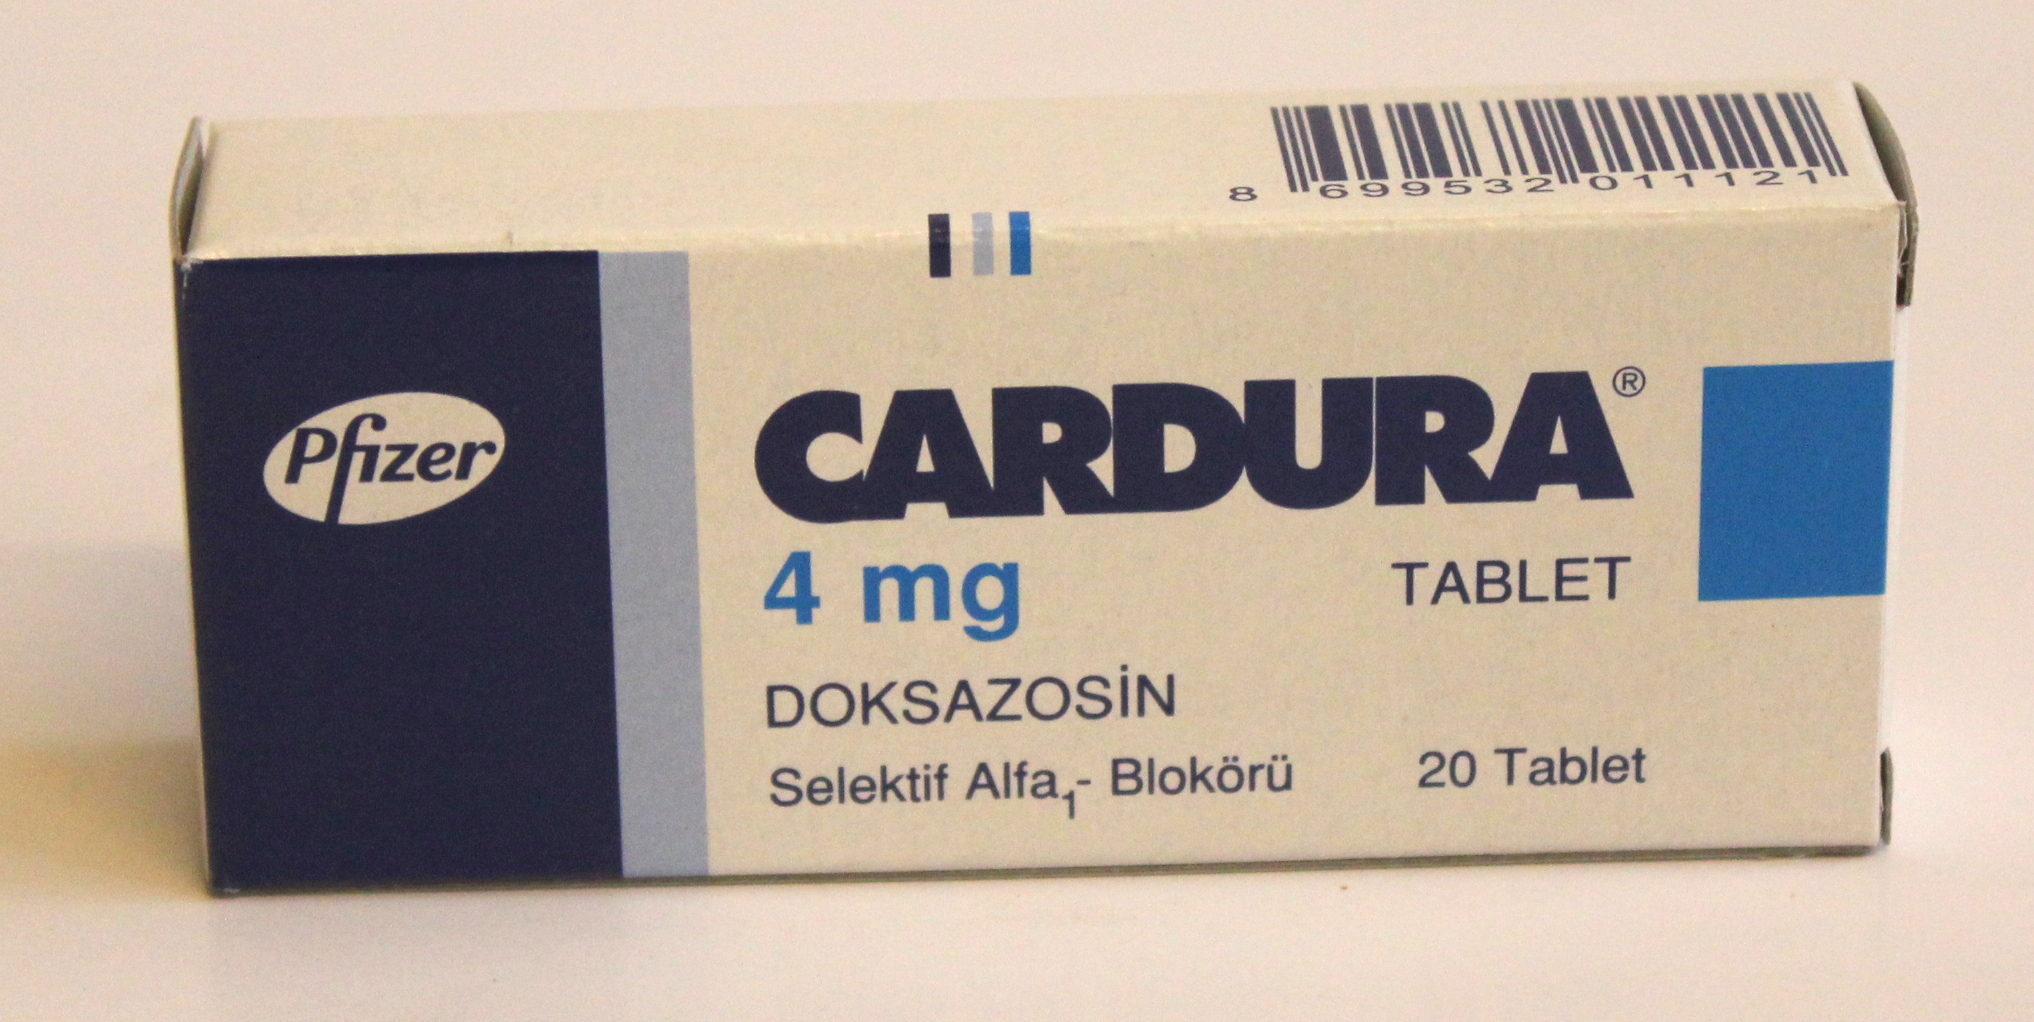 8 699532 011121
Pfizer
CARDURA®
4 mg TABLET
DOKSAZOSİN
Selektif Alfa₁- Blokörü 20 Tablet